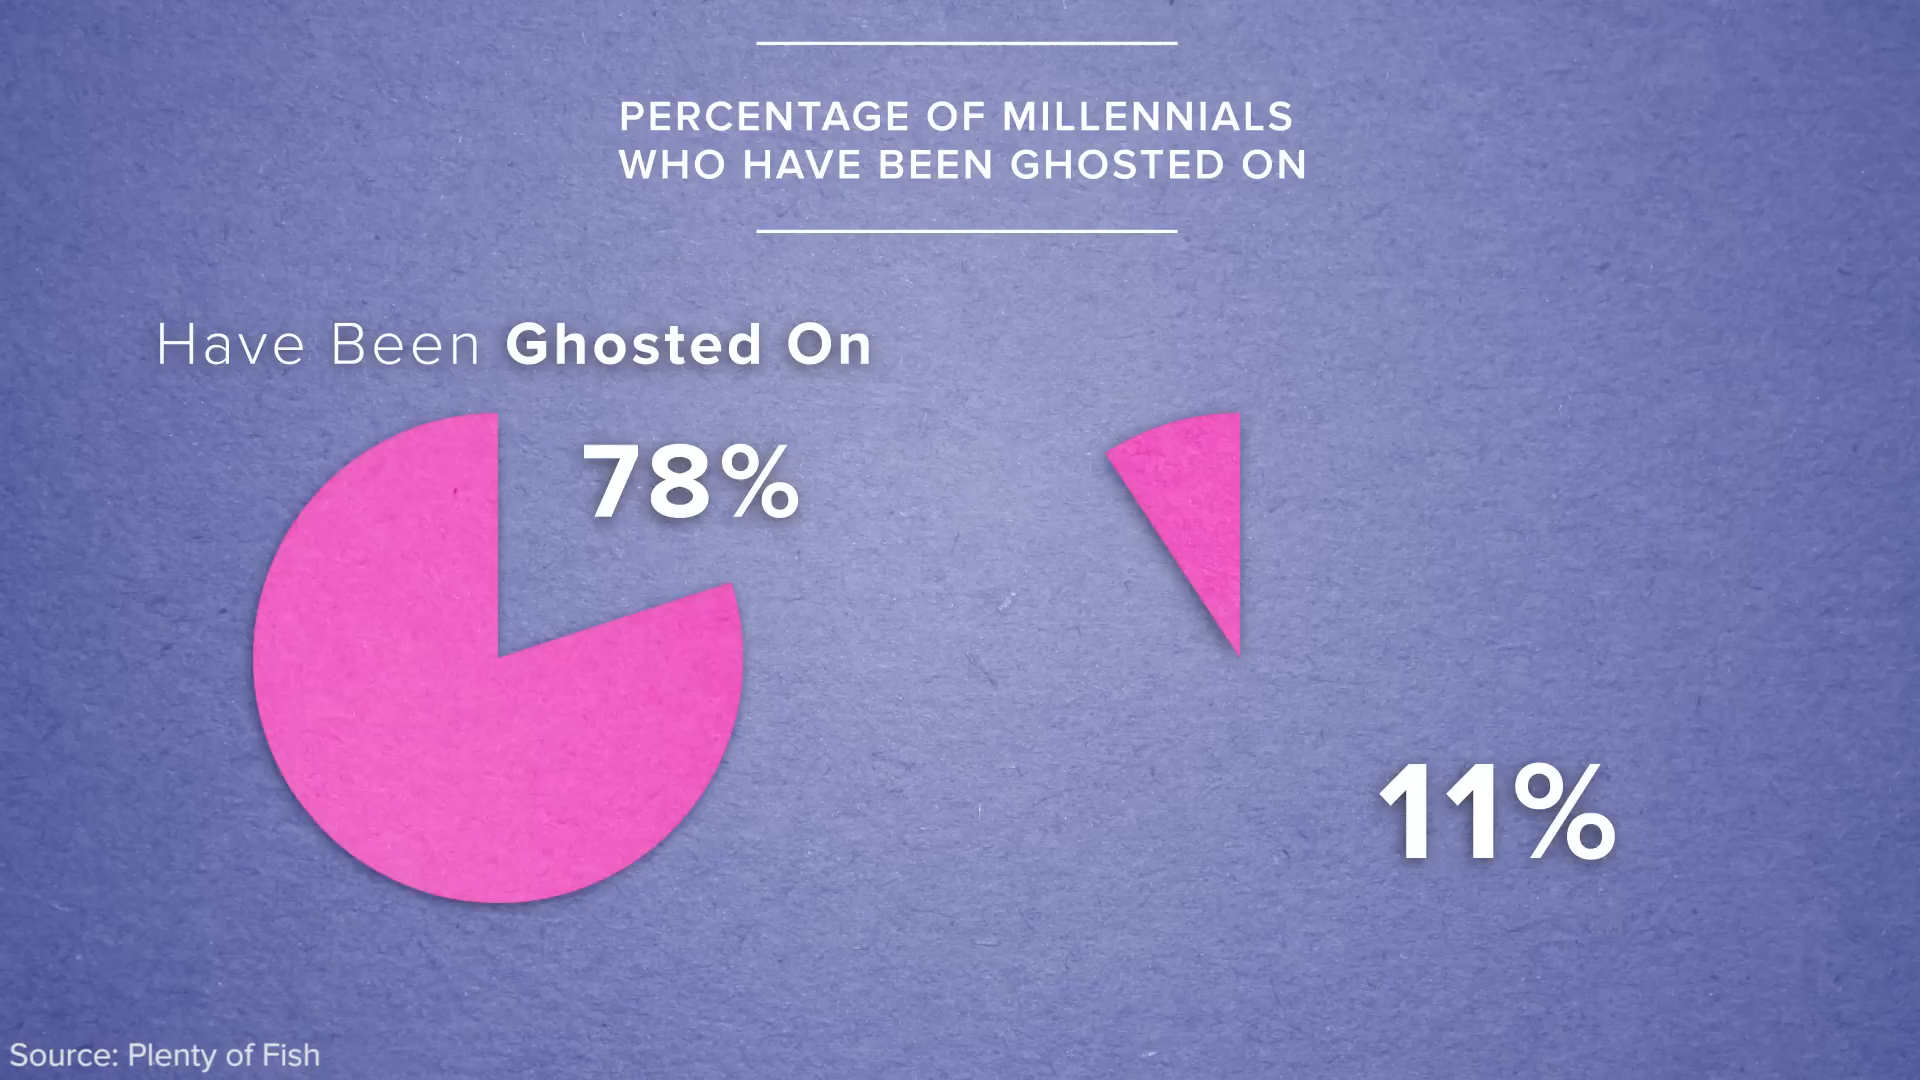 PERCENTAGE OF MILLENNIALS
WHO HAVE BEEN GHOSTED ON
Have Been Ghosted On
78%
11%
Source: Plenty of Fish